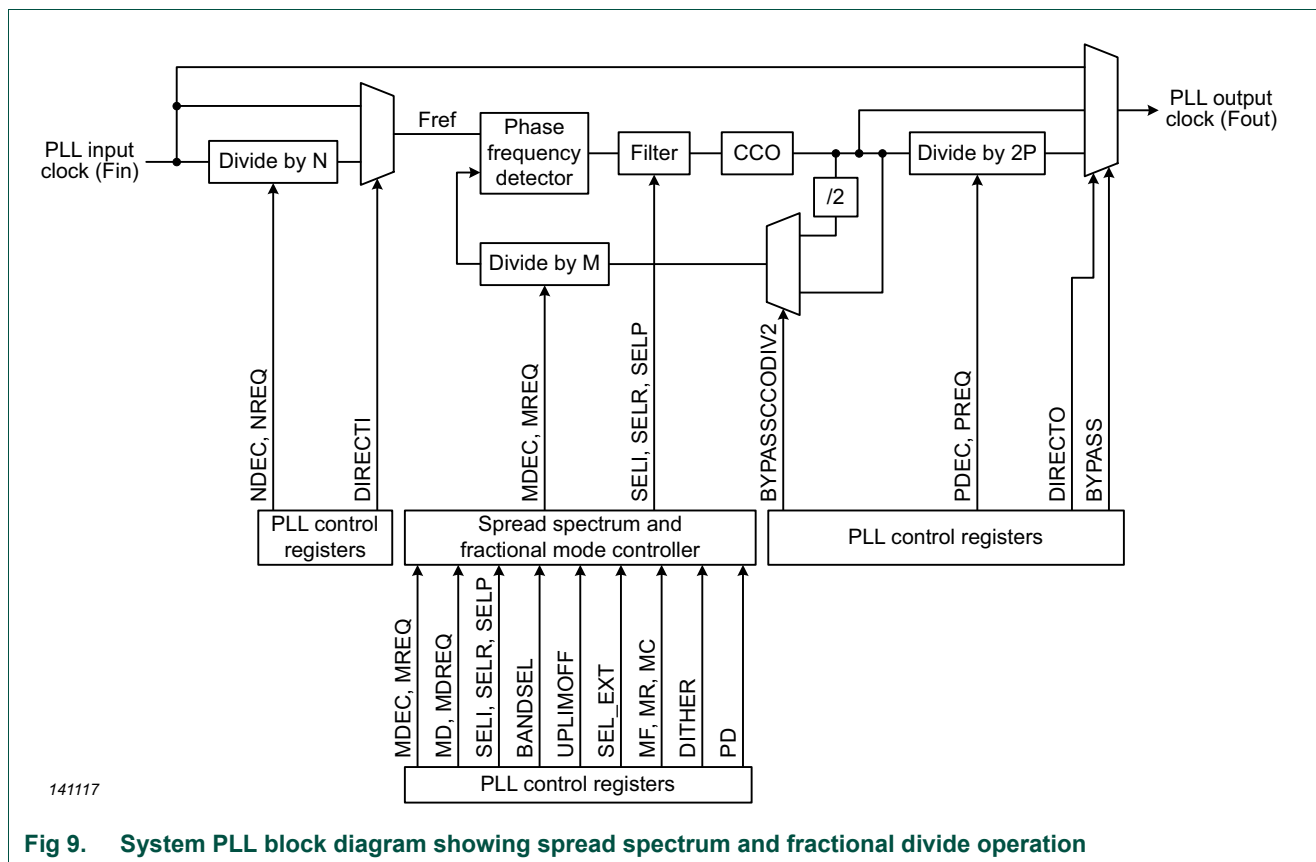 PLL input
clock (Fin)
Divide by N
Fref
Phase
frequency
detector
Filter
CCO
Divide by 2P
PLL output
clock (Fout)
/2
Divide by M
NDEC, NREQ
DIRECTI
MDEC, MREQ
SELI, SELR, SELP
BYPASSCCODIV2
PDEC, PREQ
DIRECTO
BYPASS
PLL control
registers
Spread spectrum and
fractional mode controller
PLL control registers
MDEC, MREQ
MD, MDREQ
SELI, SELR, SELP
BANDSEL
UPLIMOFF
SEL_EXT
MF, MR, MC
DITHER
PD
PLL control registers
141117
Fig 9. System PLL block diagram showing spread spectrum and fractional divide operation